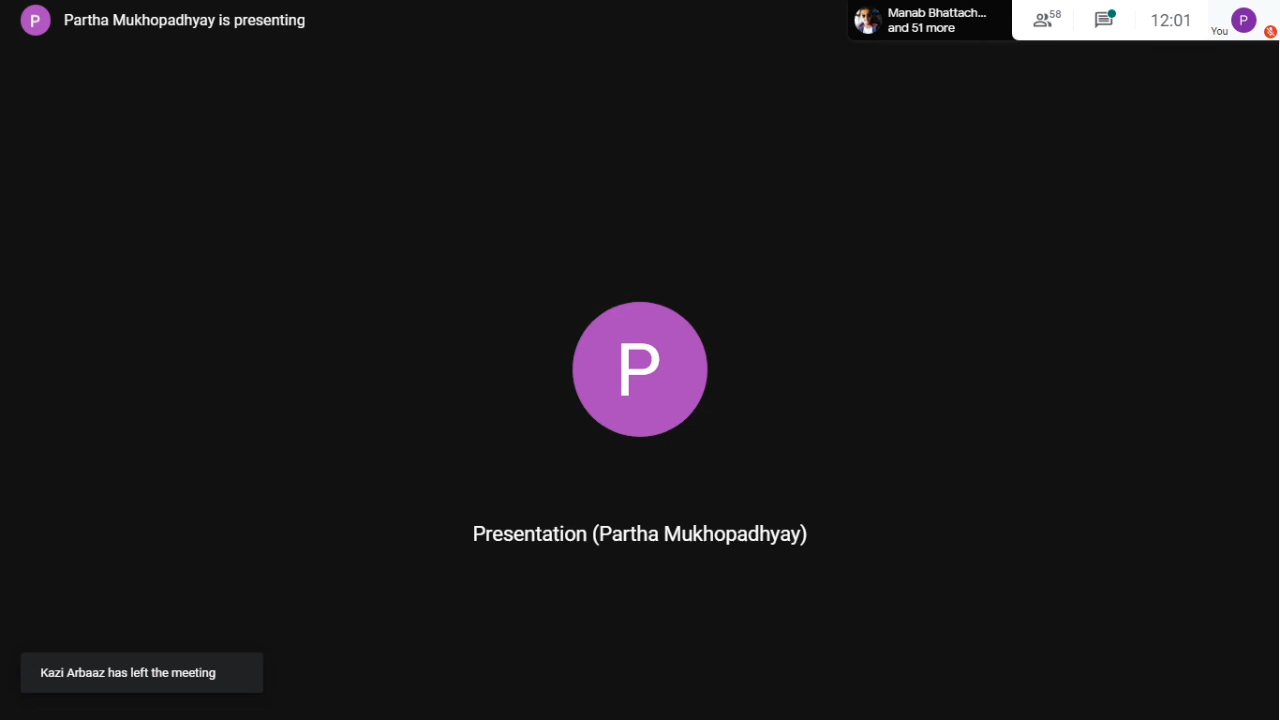 P
Partha Mukhopadhyay is presenting
Manab Bhattach...
and 51 more
58
12:01
You
P
P
Presentation (Partha Mukhopadhyay)
Kazi Arbaaz has left the meeting